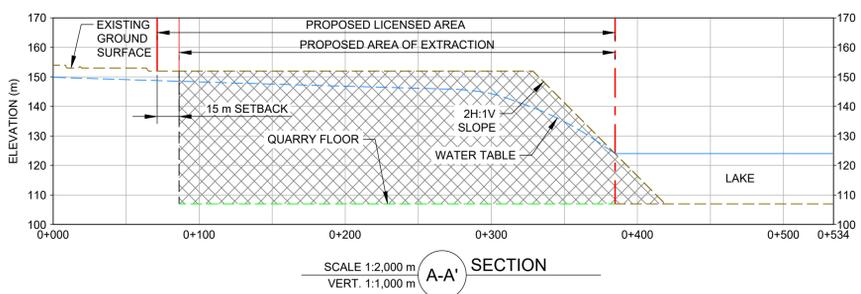 170
160
150
140
130
120
110
100
ELEVATION (m)
EXISTING
GROUND
SURFACE
PROPOSED LICENSED AREA
PROPOSED AREA OF EXTRACTION
15 m SETBACK
2H:1V
SLOPE
QUARRY FLOOR
WATER TABLE
LAKE
170
160
150
140
130
120
110
100
0+000
0+100
0+200
0+300
0+400
0+500
0+534
SCALE 1:2,000 m
VERT. 1:1,000 m
A-A'
SECTION